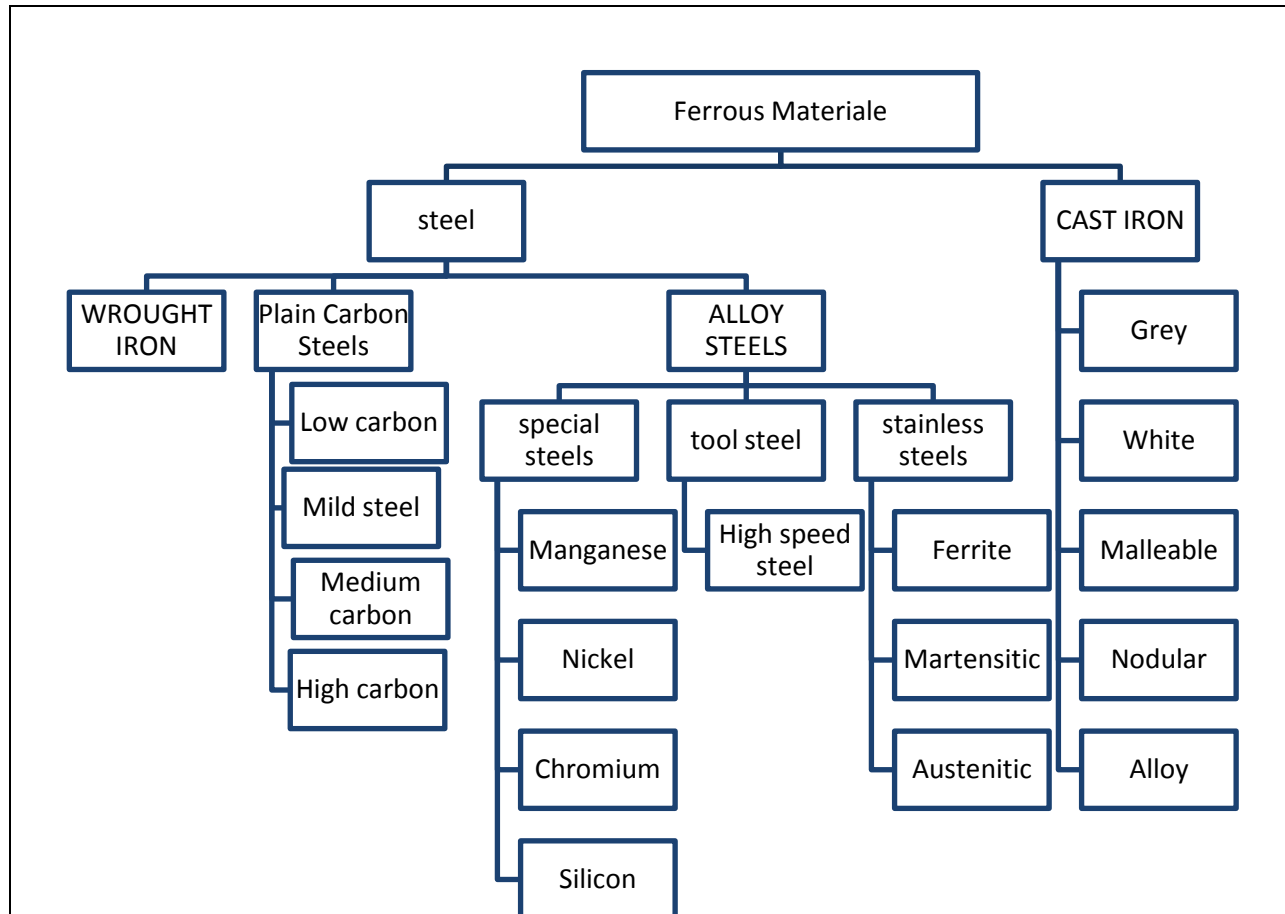 Ferrous Materiale
steel
CAST IRON
WROUGHT
IRON
Plain Carbon
Steels
ALLOY
STEELS
Low carbon
Mild steel
Medium
carbon
High carbon
special
steels
Manganese
Nickel
Chromium
Silicon
tool steel
High speed
steel
stainless
steels
Ferrite
Martensitic
Austenitic
Grey
White
Malleable
Nodular
Alloy